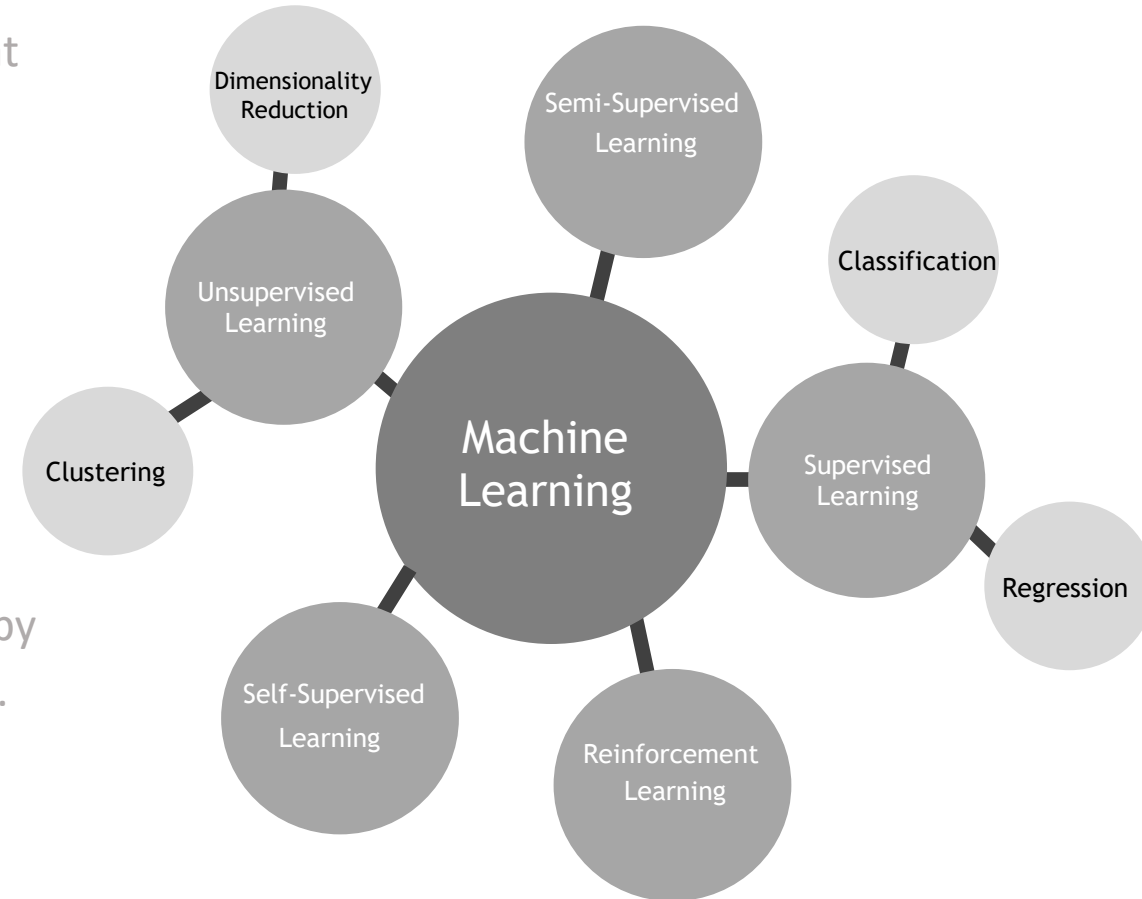 Dimensionality
Reduction
Semi-Supervised
Learning
Classification
Unsupervised
Learning
Machine
Learning
Supervised
Learning
Clustering
Regression
by
.
Self-Supervised
Learning
Reinforcement
Learning